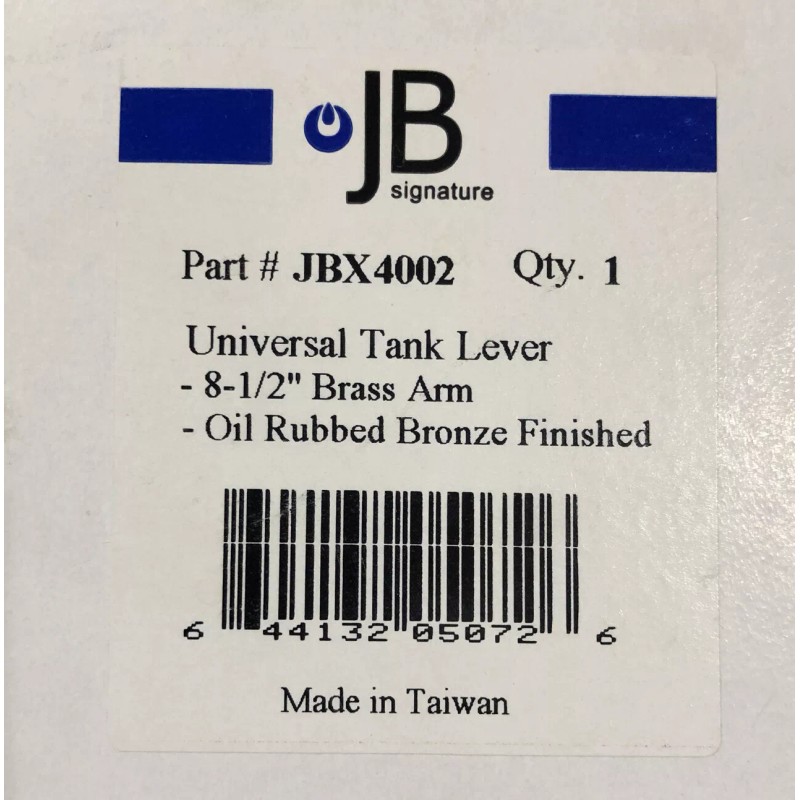 JB
signature
Part # JBX4002 Qty. 1
Universal Tank Lever
- 8-1/2" Brass Arm
- Oil Rubbed Bronze Finished
6 44132 05072 6
Made in Taiwan